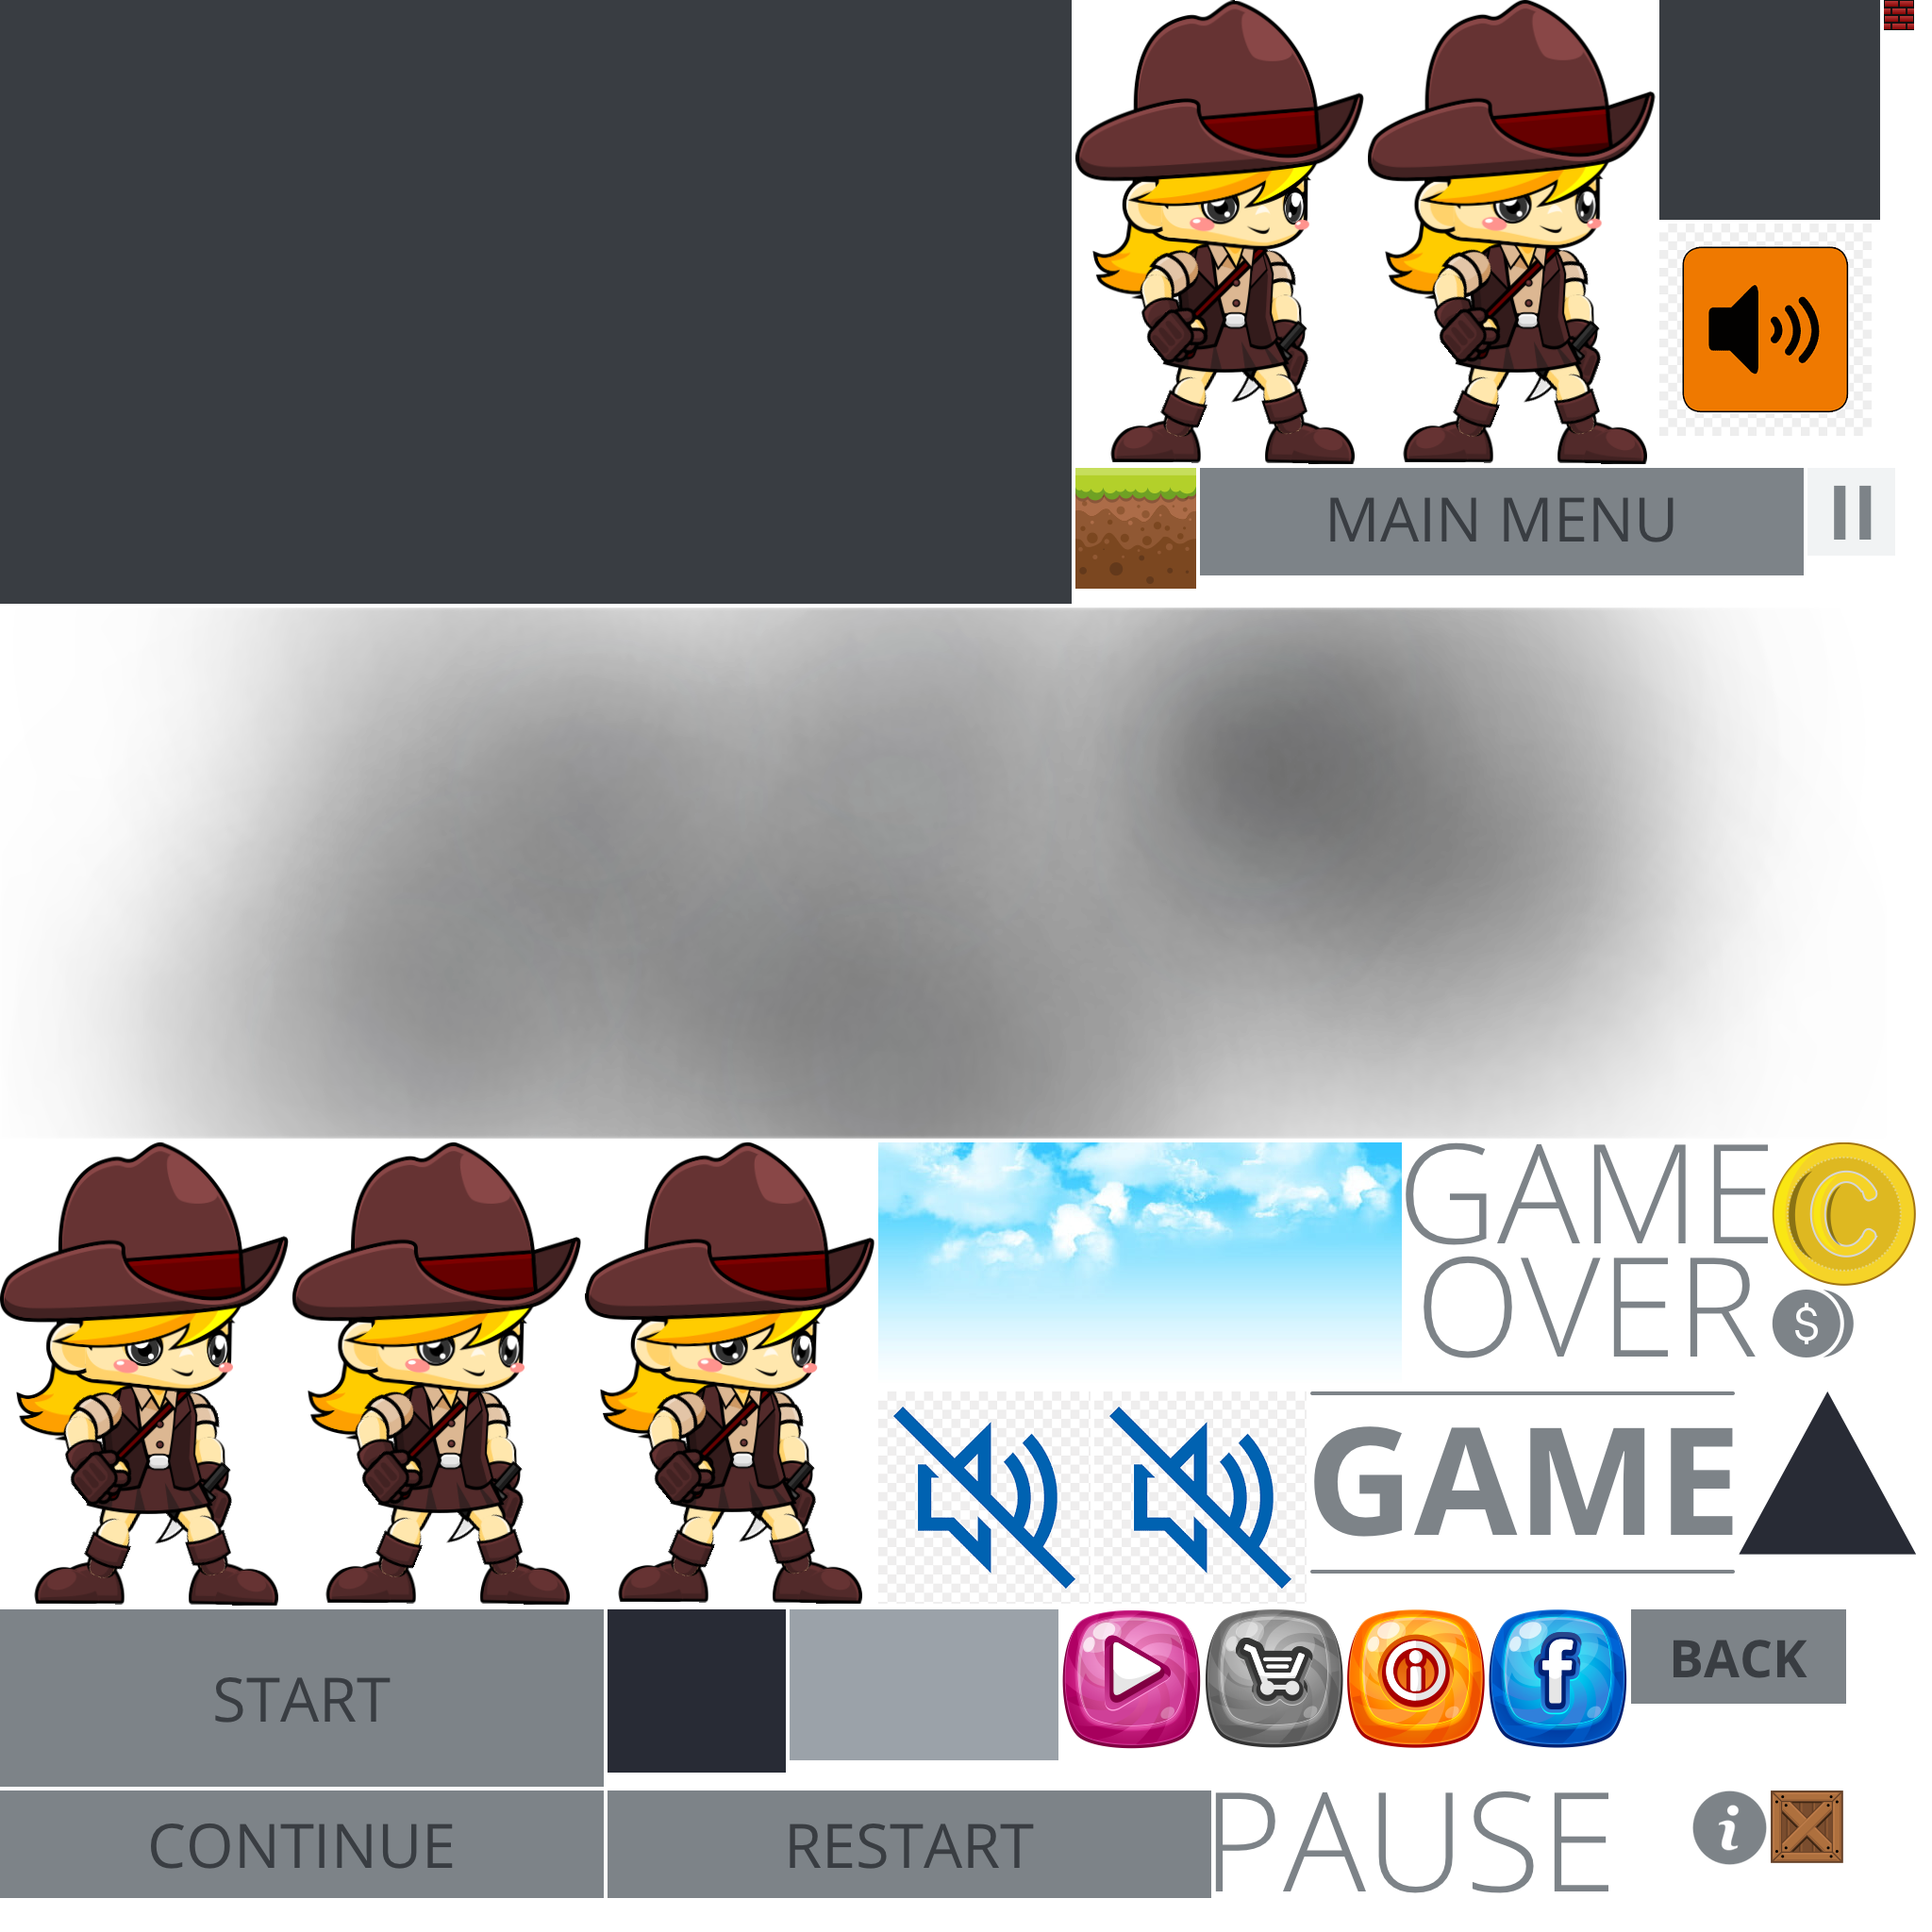 MAIN MENU
GAME
OVER
C
$
GAME
START
i
f
BACK
CONTINUE
RESTART
PAUSE
i